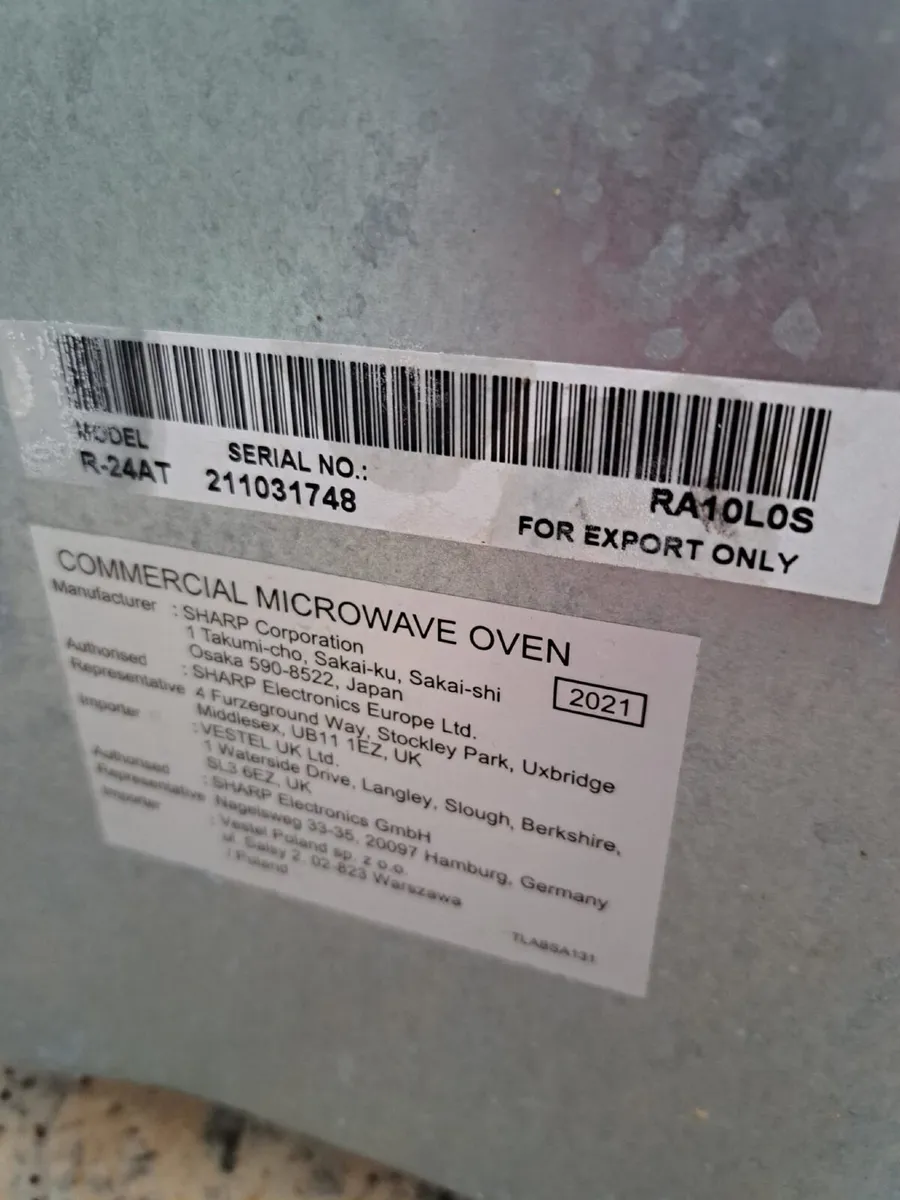 MODEL
R-24AT
SERIAL NO.:
211031748
RA10L0S
FOR EXPORT ONLY
COMMERCIAL MICROWAVE OVEN
Manufacturer : SHARP Corporation
1 Takumi-cho, Sakai-ku, Sakai-shi
Osaka 590-8522, Japan
2021
Authorised
Representative : SHARP Electronics Europe Ltd.
4 Furzeground Way, Stockley Park, Uxbridge
Middlesex, UB11 1EZ, UK
Importer : VESTEL UK Ltd.
1 Waterside Drive, Langley, Slough, Berkshire,
SL3 6EZ, UK
Authorised
Representative : SHARP Electronics GmbH
Nagelsweg 33-35, 20097 Hamburg, Germany
Importer : Vestel Poland sp. z o.o.
ul. Salsy 2, 02-823 Warszawa
/ Poland
TLABSA131